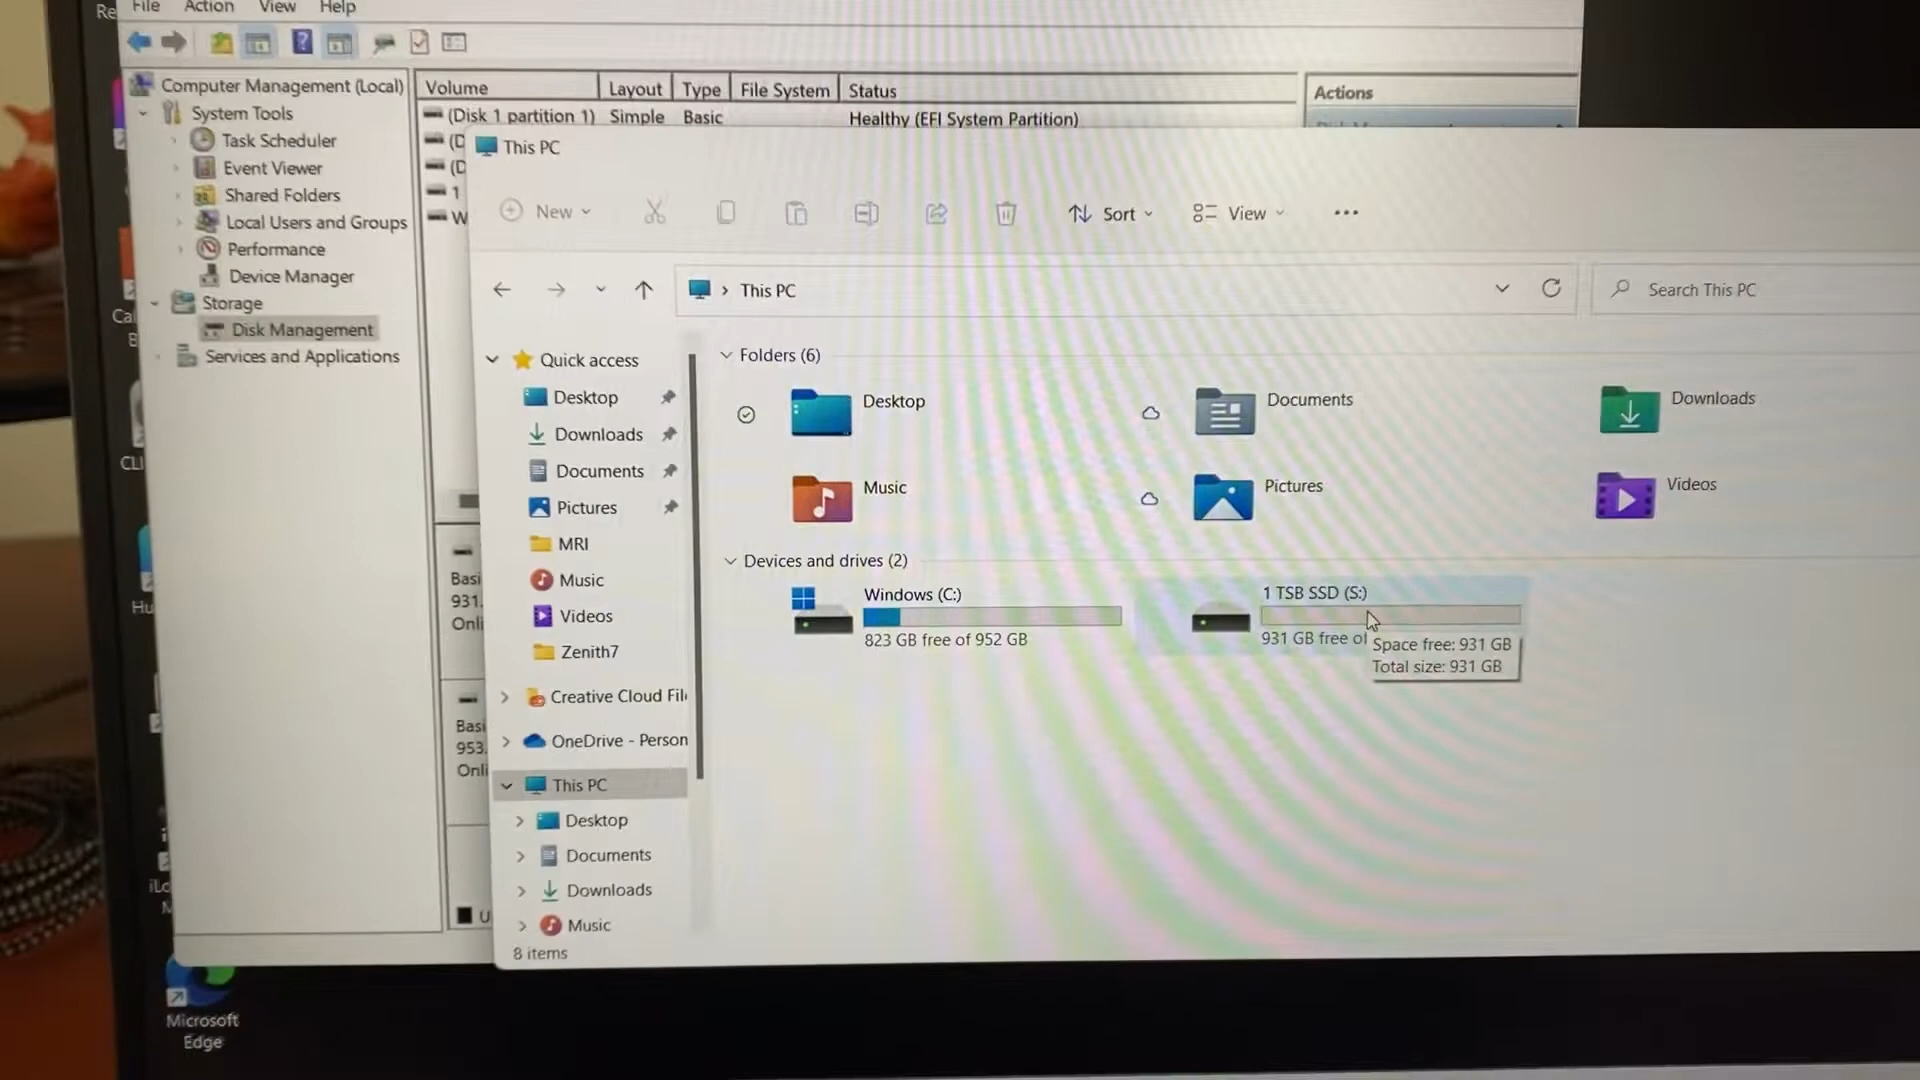 File Action View Help
Computer Management (Local)
System Tools
Task Scheduler
Event Viewer
Shared Folders
Local Users and Groups
Performance
Device Manager
Storage
Disk Management
Services and Applications
Volume Layout Type File System Status
(Disk 1 partition 1) Simple Basic Healthy (EFI System Partition)
Actions
This PC
New Sort View
This PC
Search This PC
Quick access
Desktop
Downloads
Documents
Pictures
MRI
Music
Videos
Zenith7
Creative Cloud Fil
OneDrive - Person
This PC
Desktop
Documents
Downloads
Music
8 items
Folders (6)
Desktop
Documents
Downloads
Music
Pictures
Videos
Devices and drives (2)
Windows (C:)
823 GB free of 952 GB
1 TSB SSD (S:)
931 GB free of
Space free: 931 GB
Total size: 931 GB
Basi
931.
Onli
Basi
953.
Onli
Microsoft
Edge